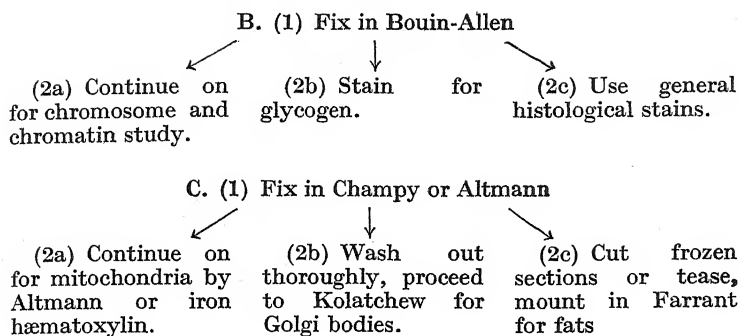 B. (1) Fix in Bouin-Allen
(2a) Continue on
for chromosome and
chromatin study.
(2b) Stain for
glycogen.
(2c) Use general
histological stains.
C. (1) Fix in Champy or Altmann
(2a) Continue on
for mitochondria by
Altmann or iron
hæmatoxylin.
(2b) Wash out
thoroughly, proceed
to Kolatchew for
Golgi bodies.
(2c) Cut frozen
sections or tease,
mount in Farrant
for fats